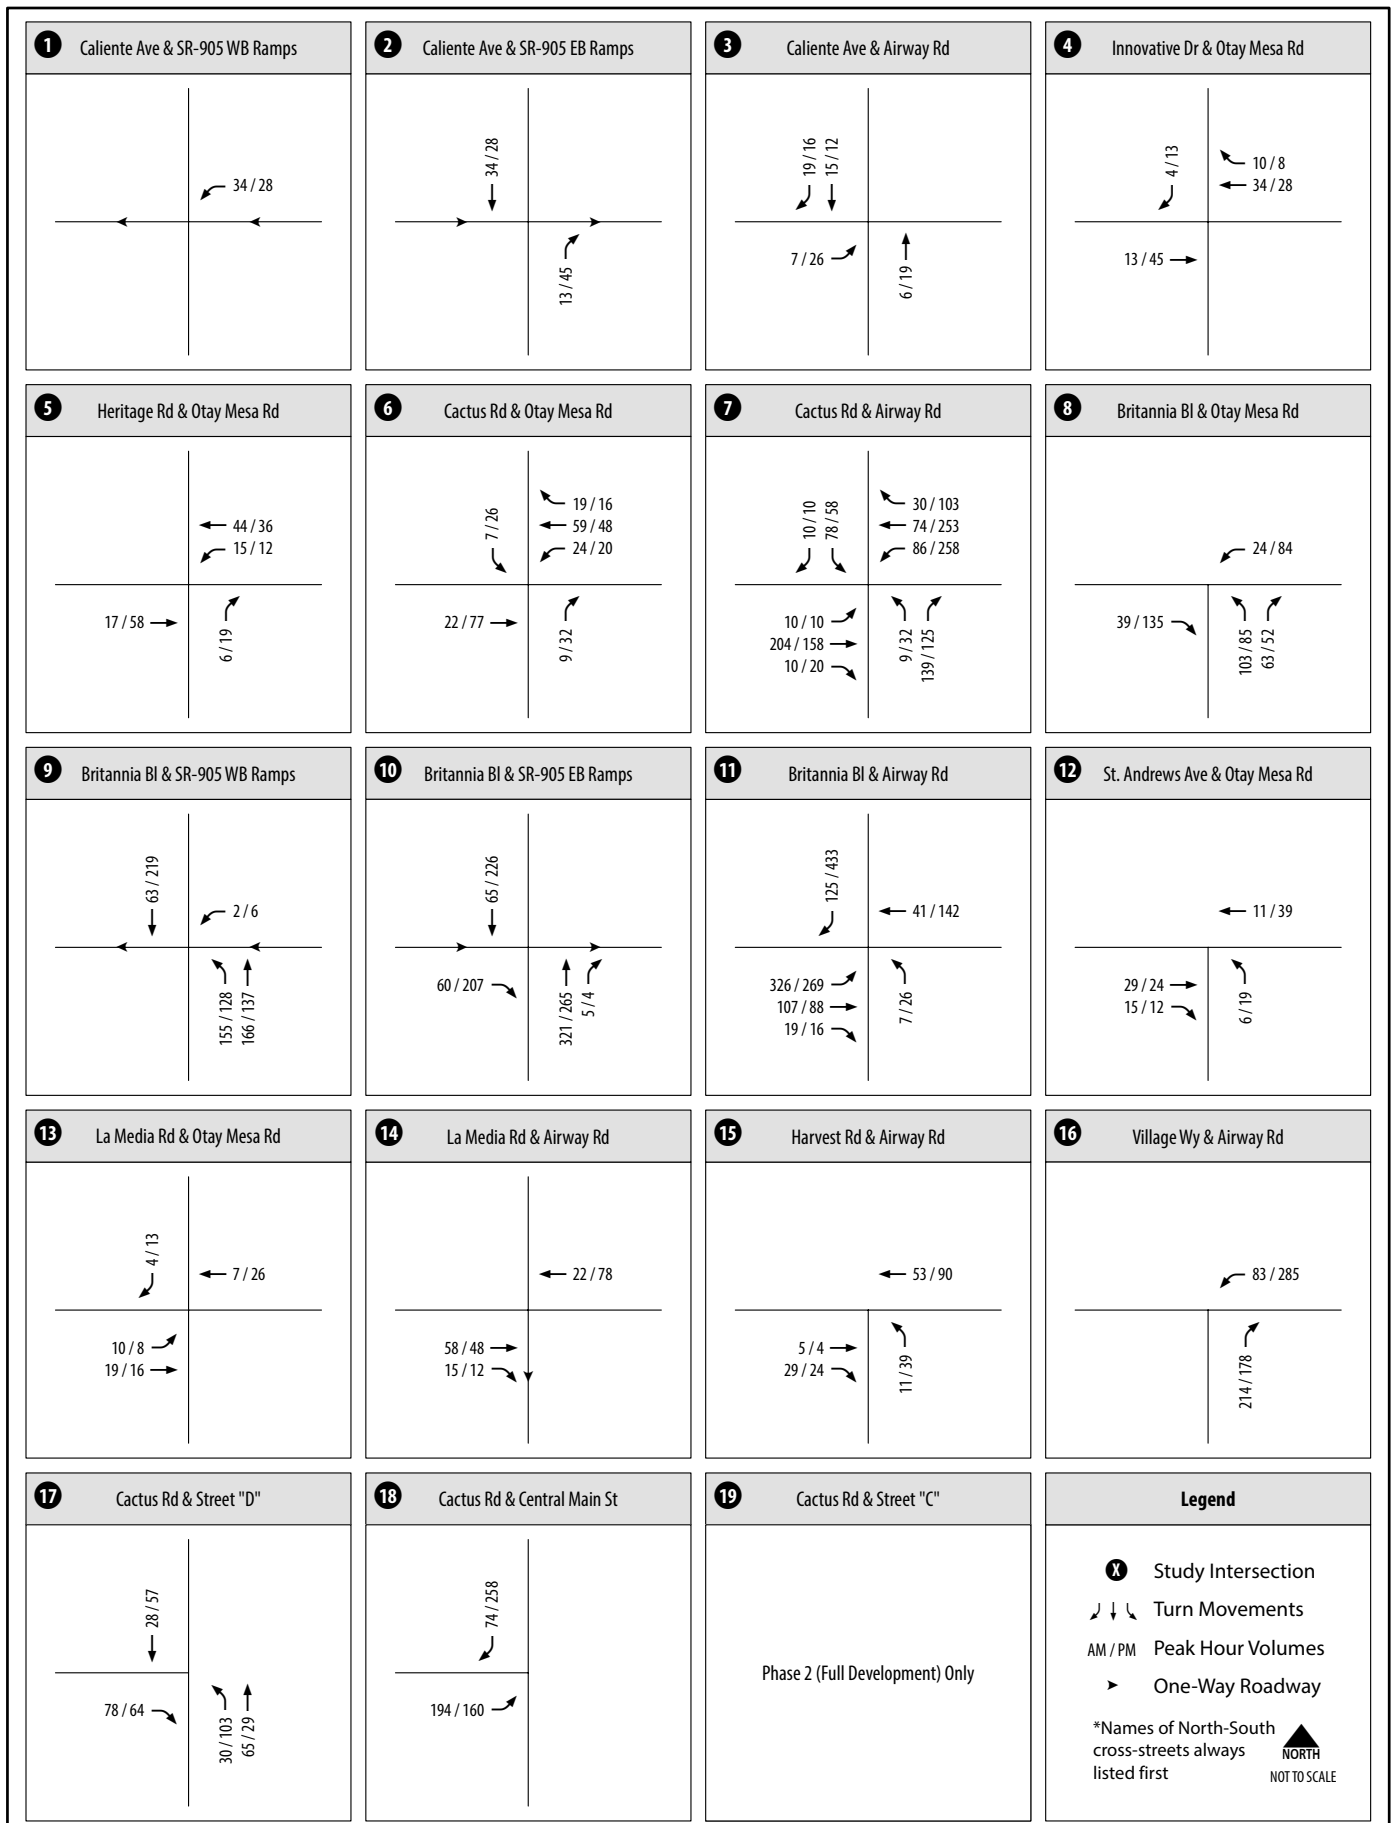 1 Caliente Ave & SR-905 WB Ramps
34 / 28
2 Caliente Ave & SR-905 EB Ramps
34 / 28
13 / 45
3 Caliente Ave & Airway Rd
19 / 16
15 / 12
7 / 26
6 / 19
4 Innovative Dr & Otay Mesa Rd
4 / 13
10 / 8
34 / 28
13 / 45
5 Heritage Rd & Otay Mesa Rd
44 / 36
15 / 12
17 / 58
6 / 19
6 Cactus Rd & Otay Mesa Rd
7 / 26
19 / 16
59 / 48
24 / 20
22 / 77
9 / 32
7 Cactus Rd & Airway Rd
10 / 10
78 / 58
30 / 103
74 / 253
86 / 258
10 / 10
204 / 158
10 / 20
9 / 32
139 / 125
8 Britannia Bl & Otay Mesa Rd
24 / 84
39 / 135
103 / 85
63 / 52
9 Britannia Bl & SR-905 WB Ramps
63 / 219
2 / 6
155 / 128
166 / 137
10 Britannia Bl & SR-905 EB Ramps
65 / 226
60 / 207
321 / 265
5 / 4
11 Britannia Bl & Airway Rd
125 / 433
41 / 142
326 / 269
107 / 88
19 / 16
7 / 26
12 St. Andrews Ave & Otay Mesa Rd
11 / 39
29 / 24
15 / 12
6 / 19
13 La Media Rd & Otay Mesa Rd
4 / 13
7 / 26
10 / 8
19 / 16
14 La Media Rd & Airway Rd
22 / 78
58 / 48
15 / 12
15 Harvest Rd & Airway Rd
53 / 90
5 / 4
29 / 24
11 / 39
16 Village Wy & Airway Rd
83 / 285
214 / 178
17 Cactus Rd & Street "D"
28 / 57
78 / 64
30 / 103
65 / 29
18 Cactus Rd & Central Main St
74 / 258
194 / 160
19 Cactus Rd & Street "C"
Phase 2 (Full Development) Only
Legend
X Study Intersection
Turn Movements
AM / PM Peak Hour Volumes
One-Way Roadway
*Names of North-South
cross-streets always
listed first
NORTH
NOT TO SCALE